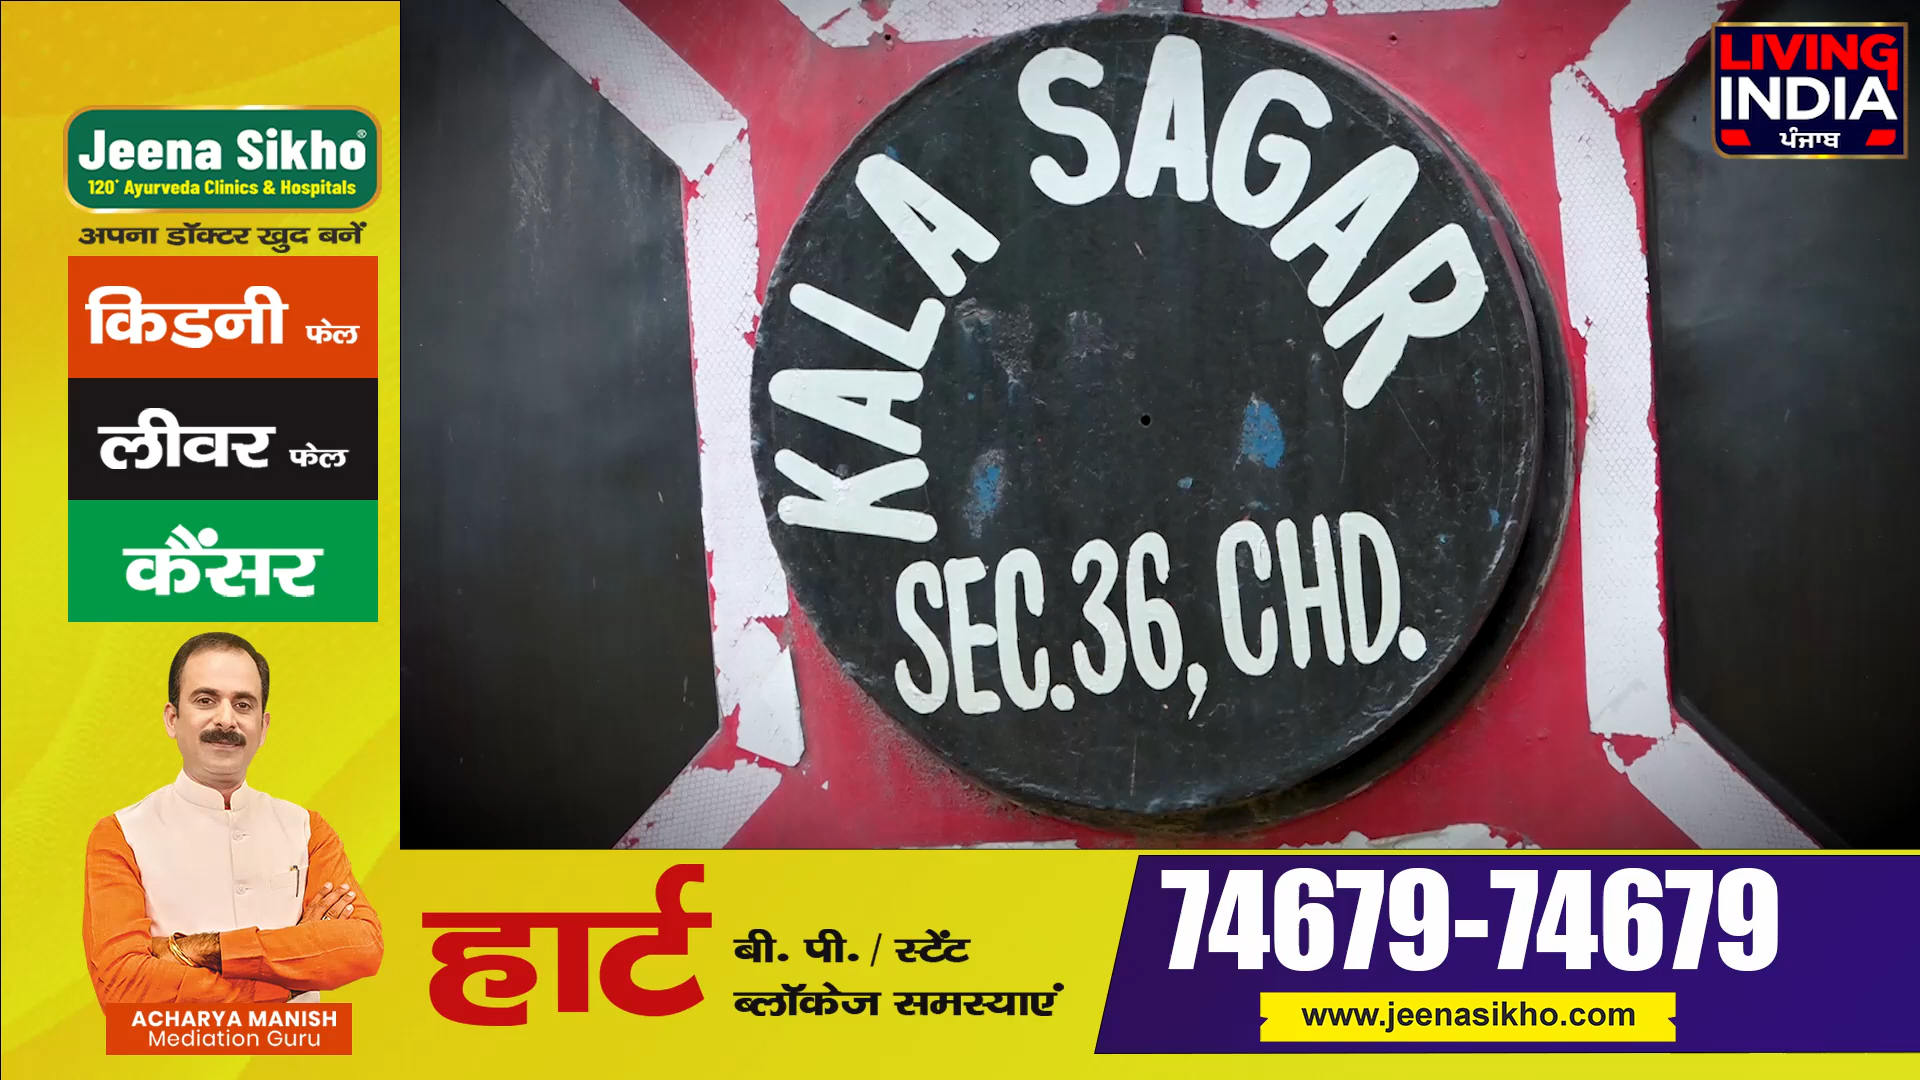 Jeena Sikho®
120+ Ayurveda Clinics & Hospitals
अपना डॉक्टर खुद बनें
किडनी फेल
लीवर फेल
कैंसर
ACHARYA MANISH
Mediation Guru
KALA SAGAR
SEC.36, CHD.
LIVING
INDIA
ਪੰਜਾਬ
हार्ट
बी. पी. / स्टेंट
ब्लॉकेज समस्याएं
74679-74679
www.jeenasikho.com